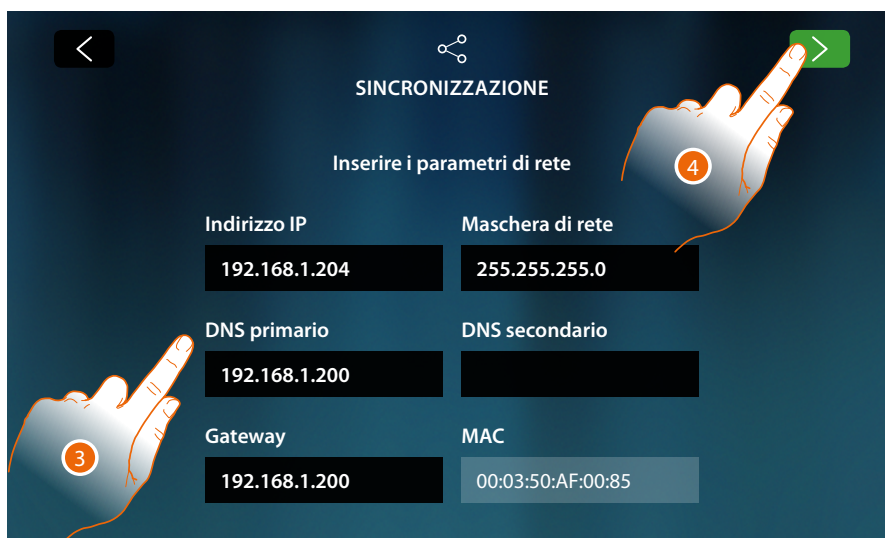 SINCRONIZZAZIONE
4
Inserire i parametri di rete
Indirizzo IP
Maschera di rete
192.168.1.204
255.255.255.0
DNS primario
DNS secondario
192.168.1.200
3
Gateway
MAC
192.168.1.200
00:03:50:AF:00:85